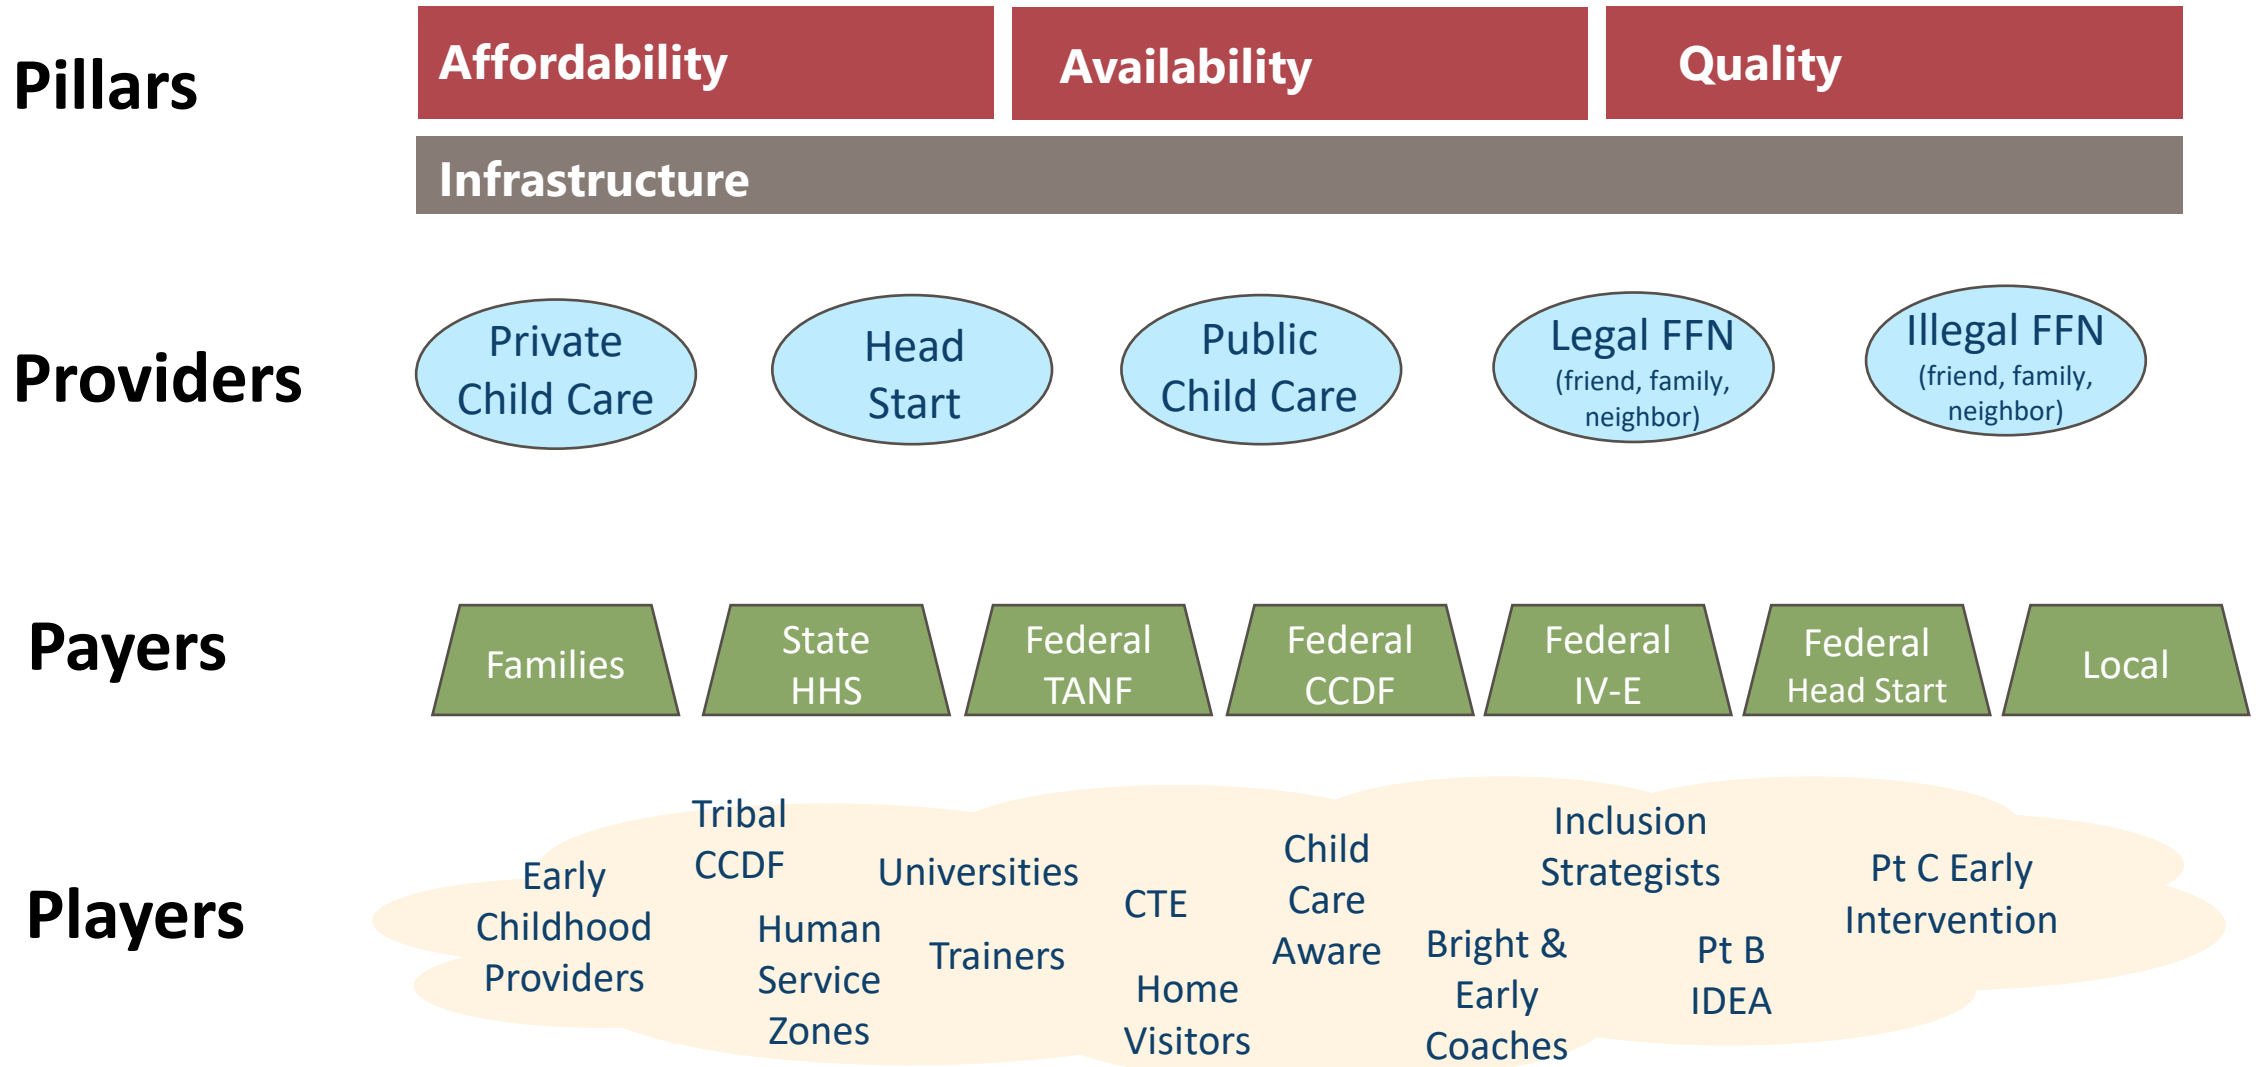 Pillars
Affordability
Availability
Quality
Infrastructure
Providers
Private
Child Care
Head
Start
Public
Child Care
Legal FFN
(friend, family,
neighbor)
Illegal FFN
(friend, family,
neighbor)
Payers
Families
State
HHS
Federal
TANF
Federal
CCDF
Federal
IV-E
Federal
Head Start
Local
Players
Early
Childhood
Providers
Tribal
CCDF
Human
Service
Zones
Universities
Trainers
CTE
Home
Visitors
Child
Care
Aware
Bright &
Early
Coaches
Inclusion
Strategists
Pt B
IDEA
Pt C Early
Intervention